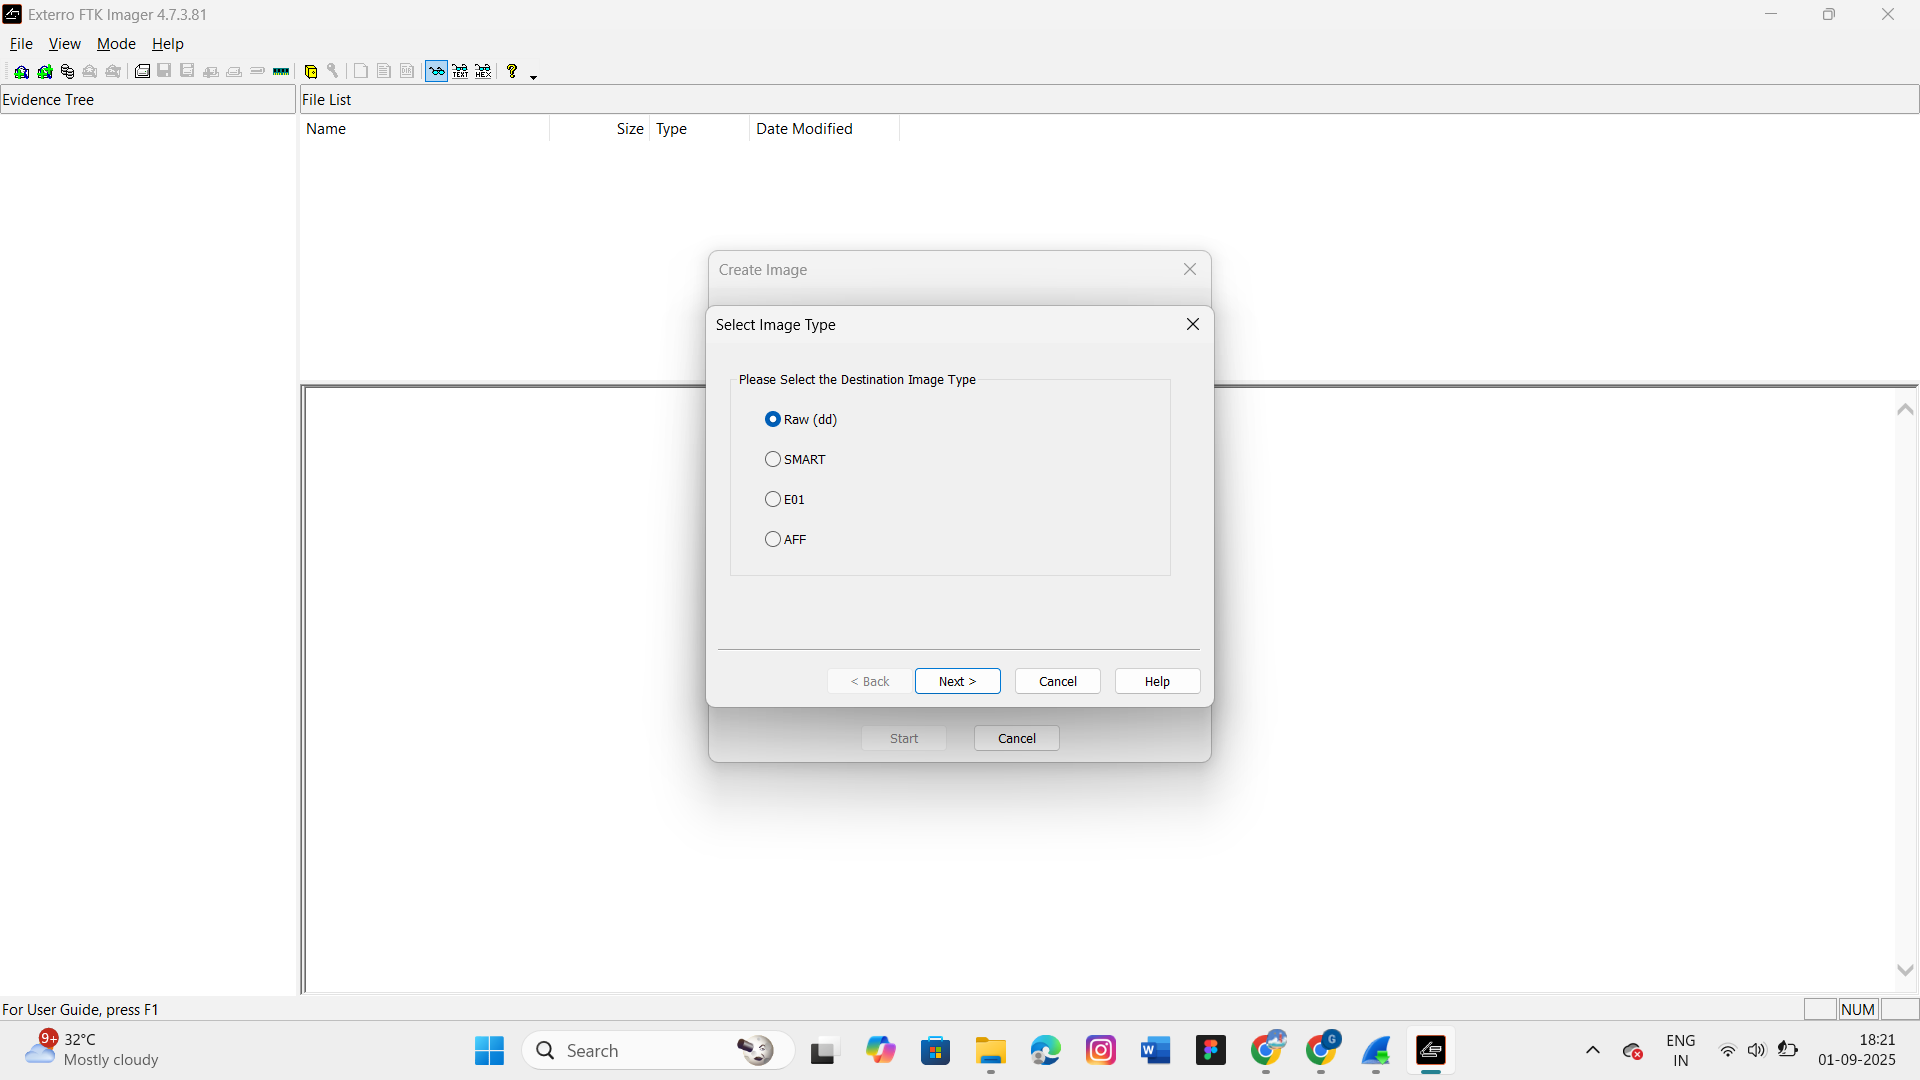 Exterro FTK Imager 4.7.3.81
File View Mode Help
TEXT HEX ?
Evidence Tree
File List
Name Size Type Date Modified
Create Image
Select Image Type
Please Select the Destination Image Type
Raw (dd)
SMART
E01
AFF
< Back Next > Cancel Help
Start Cancel
For User Guide, press F1
NUM
9+
32°C
Mostly cloudy
Search
W
G
ENG
IN
18:21
01-09-2025